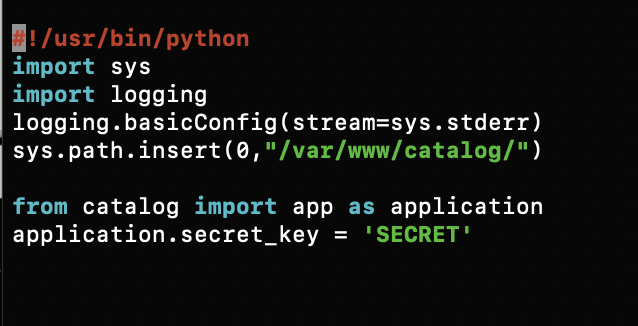 #!/usr/bin/python
import sys
import logging
logging.basicConfig(stream=sys.stderr)
sys.path.insert(0,"/var/www/catalog/")
from catalog import app as application
application.secret_key = 'SECRET'